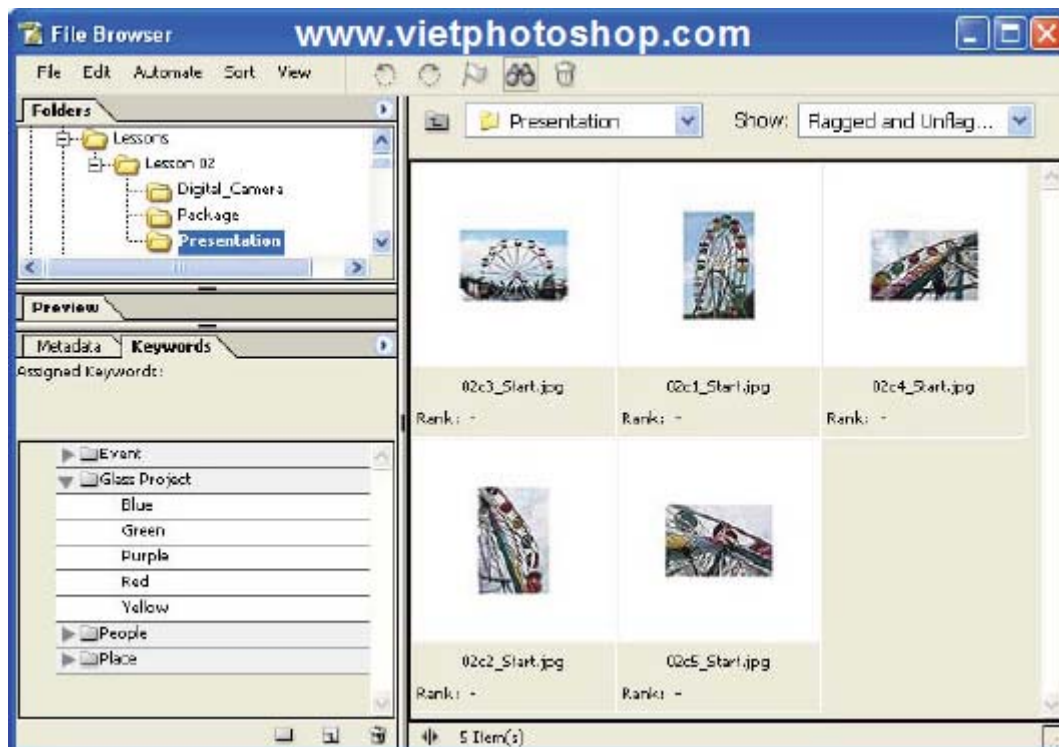 File Browser
www.vietphotoshop.com
File Edit Automate Sort View
Folders
Lessons
Lesson 02
Digital_Camera
Package
Presentation
Preview
Metadata Keywords
Assigned Keywords:
Event
Glass Project
Blue
Green
Purple
Red
Yellow
People
Place
Presentation Show: Flagged and Unflag...
02c3_Start.jpg 02c1_Start.jpg 02c4_Start.jpg
Rank: - Rank: - Rank: -
02c2_Start.jpg 02c5_Start.jpg
Rank: - Rank: -
5 Item(s)